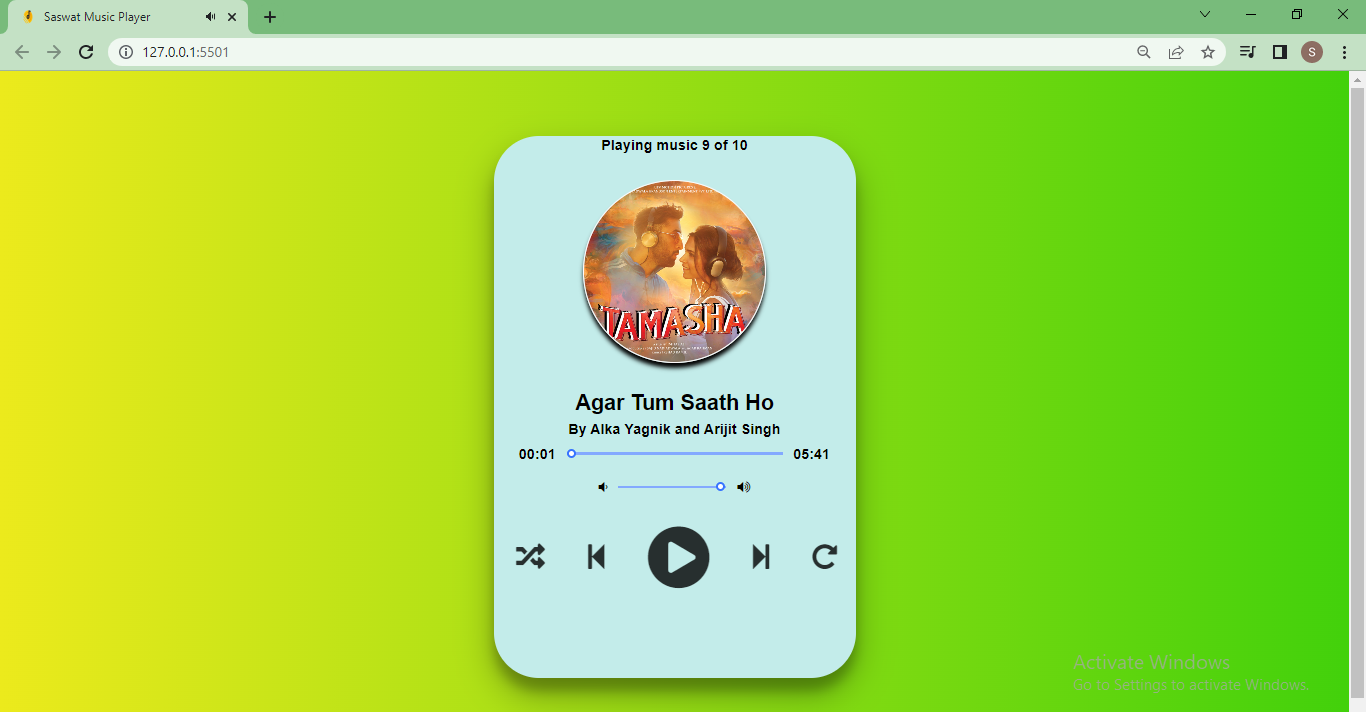 Saswat Music Player
127.0.0.1:5501
S
Playing music 9 of 10
TAMASHA
Agar Tum Saath Ho
By Alka Yagnik and Arijit Singh
00:01 05:41
Activate Windows
Go to Settings to activate Windows.